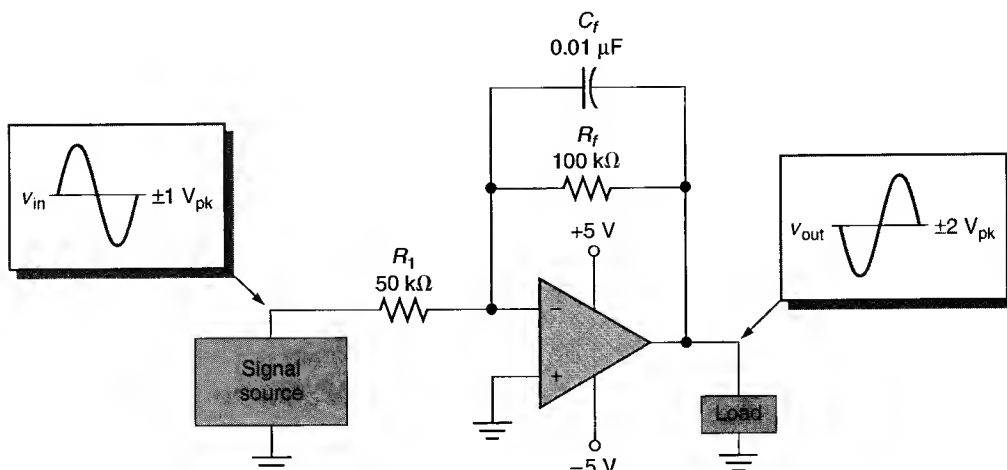 C_f
0.01 μF
R_f
100 kΩ
v_in
±1 V_pk
v_out
±2 V_pk
+5 V
R_1
50 kΩ
−
+
Signal
source
Load
−5 V